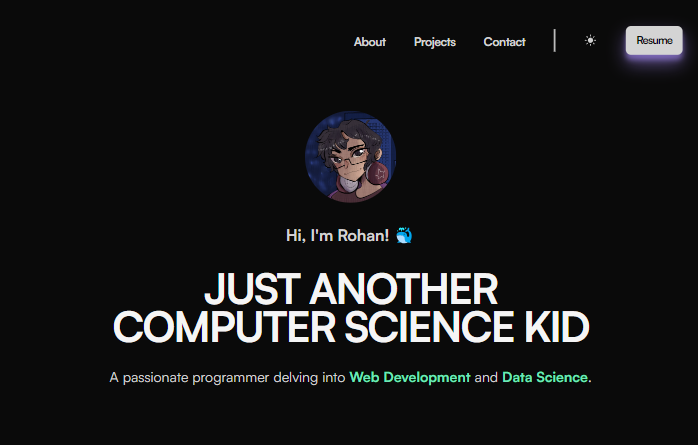 About Projects Contact Resume
Hi, I'm Rohan! 🐳
JUST ANOTHER
COMPUTER SCIENCE KID
A passionate programmer delving into Web Development and Data Science.